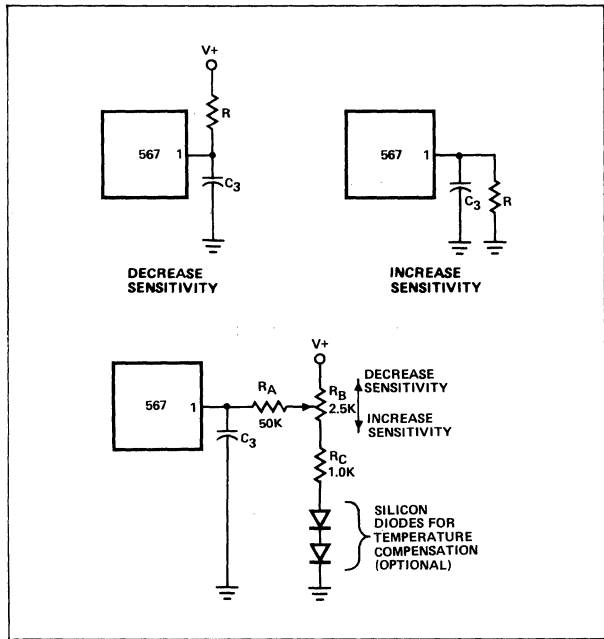 V+
R
567 1
C3
DECREASE
SENSITIVITY
567 1
C3
R
INCREASE
SENSITIVITY
V+
567 1
RA
50K
C3
RB
2.5K
DECREASE
SENSITIVITY
INCREASE
SENSITIVITY
RC
1.0K
SILICON
DIODES FOR
TEMPERATURE
COMPENSATION
(OPTIONAL)